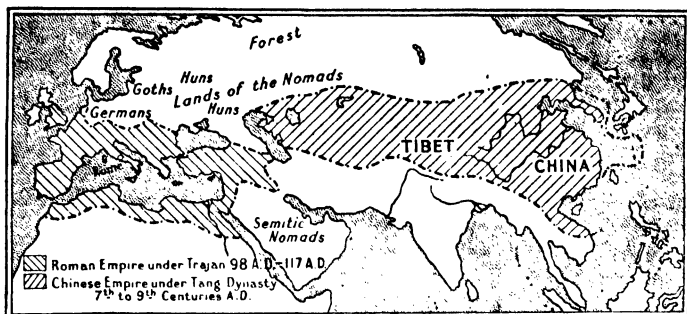 Forest
Huns
Goths
Lands of the Nomads
Huns
Germans
TIBET
Rome
CHINA
Semitic
Nomads
Roman Empire under Trajan 98 A.D.-117 A.D.
Chinese Empire under Tang Dynasty
7th to 9th Centuries A.D.